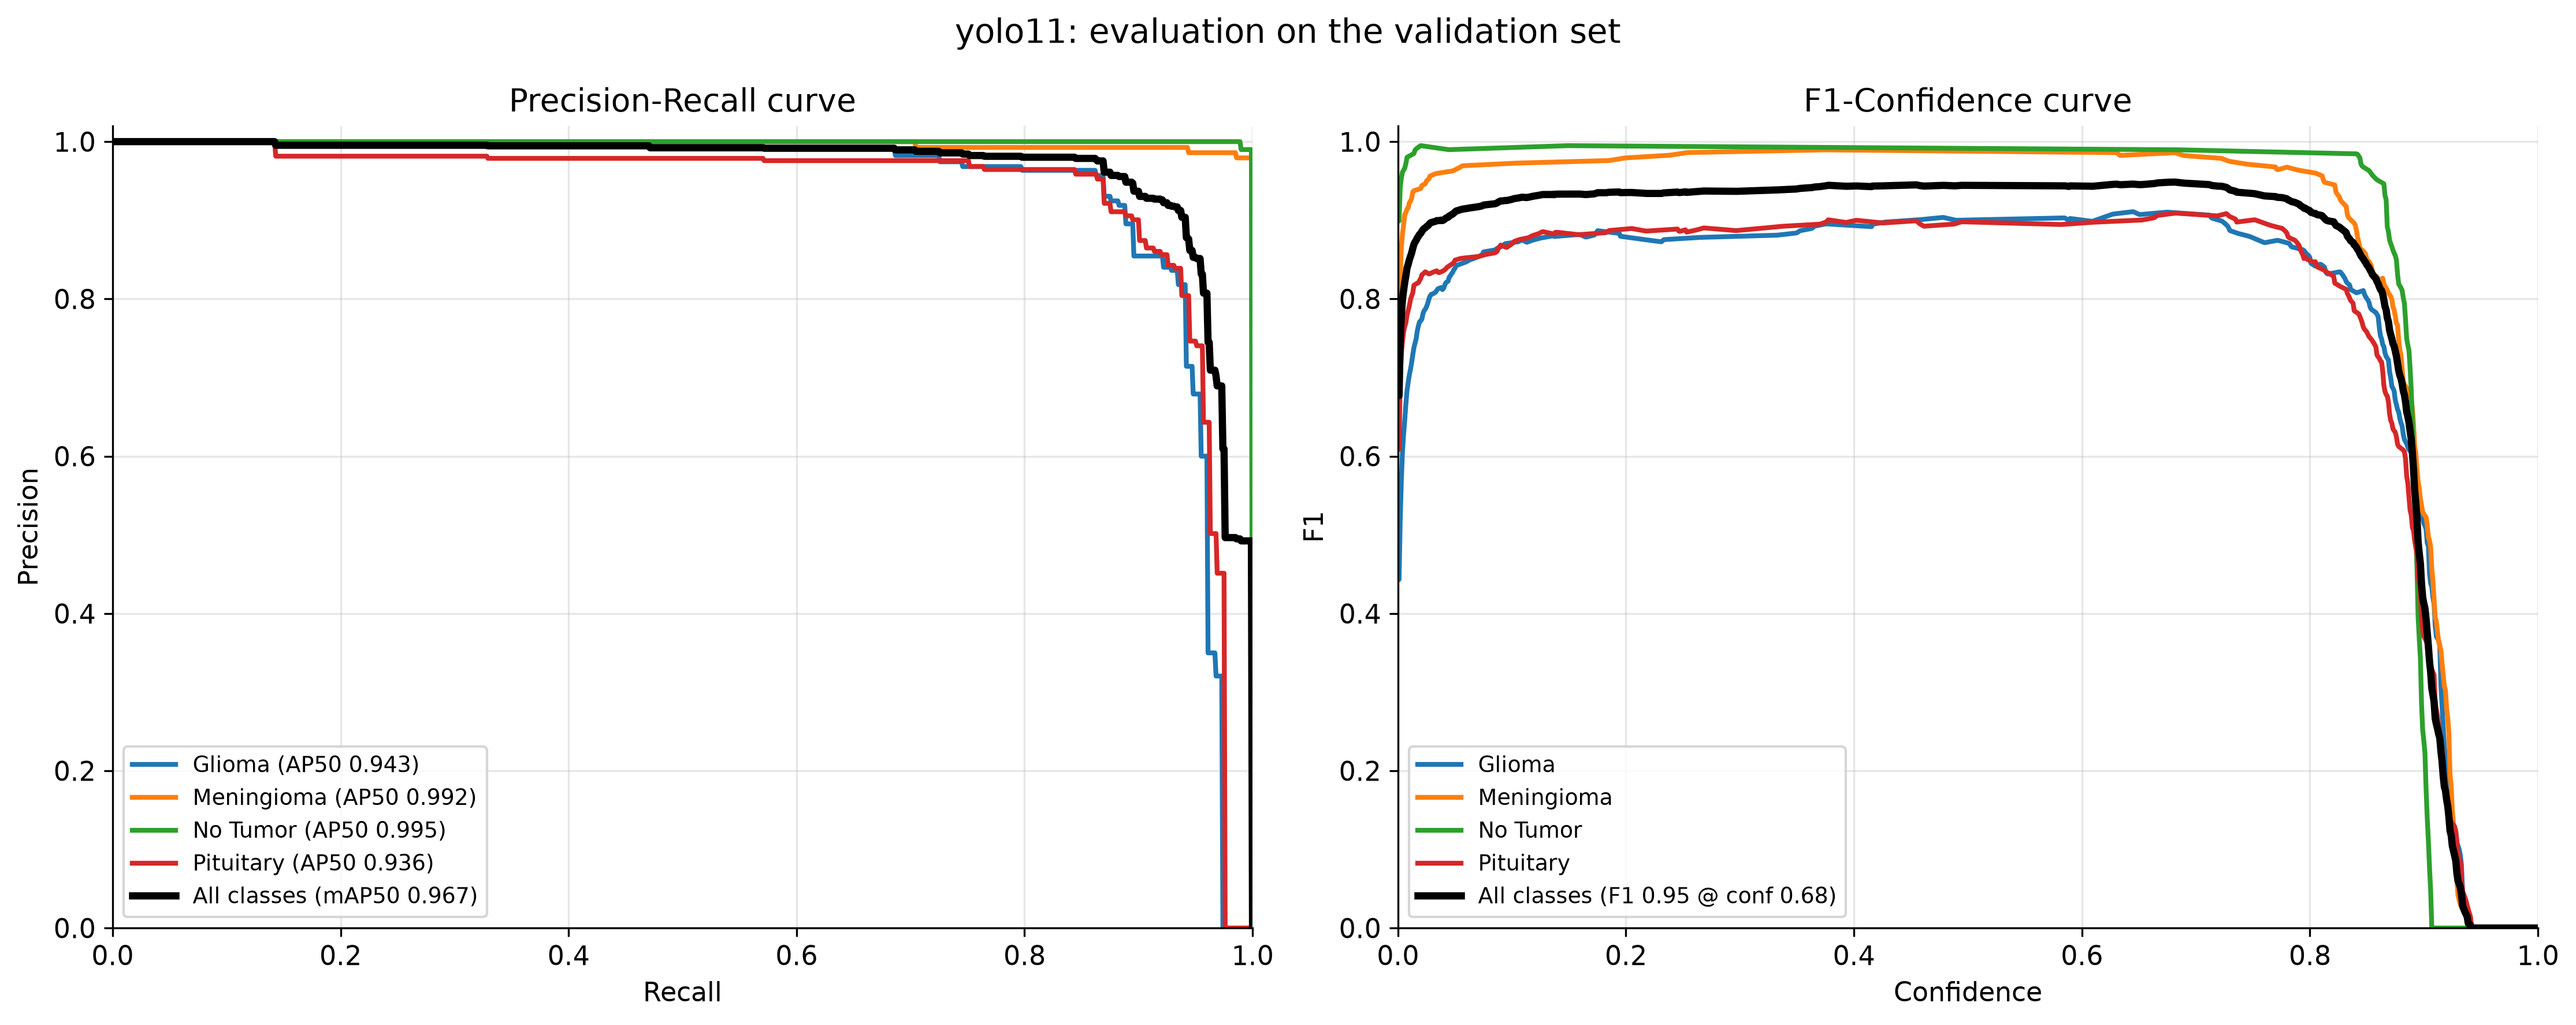 yolo11: evaluation on the validation set
Precision-Recall curve
Precision
1.0
0.8
0.6
0.4
0.2
0.0
Glioma (AP50 0.943)
Meningioma (AP50 0.992)
No Tumor (AP50 0.995)
Pituitary (AP50 0.936)
All classes (mAP50 0.967)
0.0 0.2 0.4 0.6 0.8 1.0
Recall
F1-Confidence curve
F1
1.0
0.8
0.6
0.4
0.2
0.0
Glioma
Meningioma
No Tumor
Pituitary
All classes (F1 0.95 @ conf 0.68)
0.0 0.2 0.4 0.6 0.8 1.0
Confidence